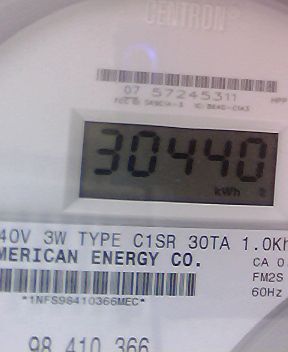 CENTRON®
07 57245311
30440
kWh
40V 3W TYPE C1SR 30TA 1.0Kh
MERICAN ENERGY CO.
CA 0
FM2S
60Hz
*1NFS98410366MEC*
98 410 366